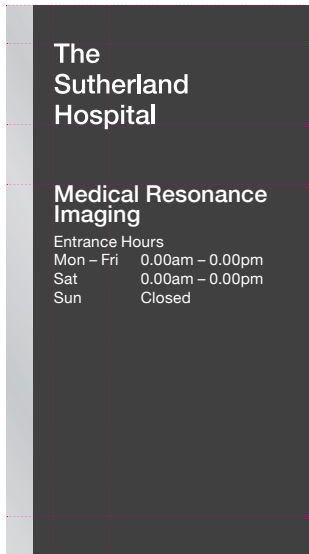 The
Sutherland
Hospital
Medical Resonance
Imaging
Entrance Hours
Mon – Fri 0.00am – 0.00pm
Sat 0.00am – 0.00pm
Sun Closed